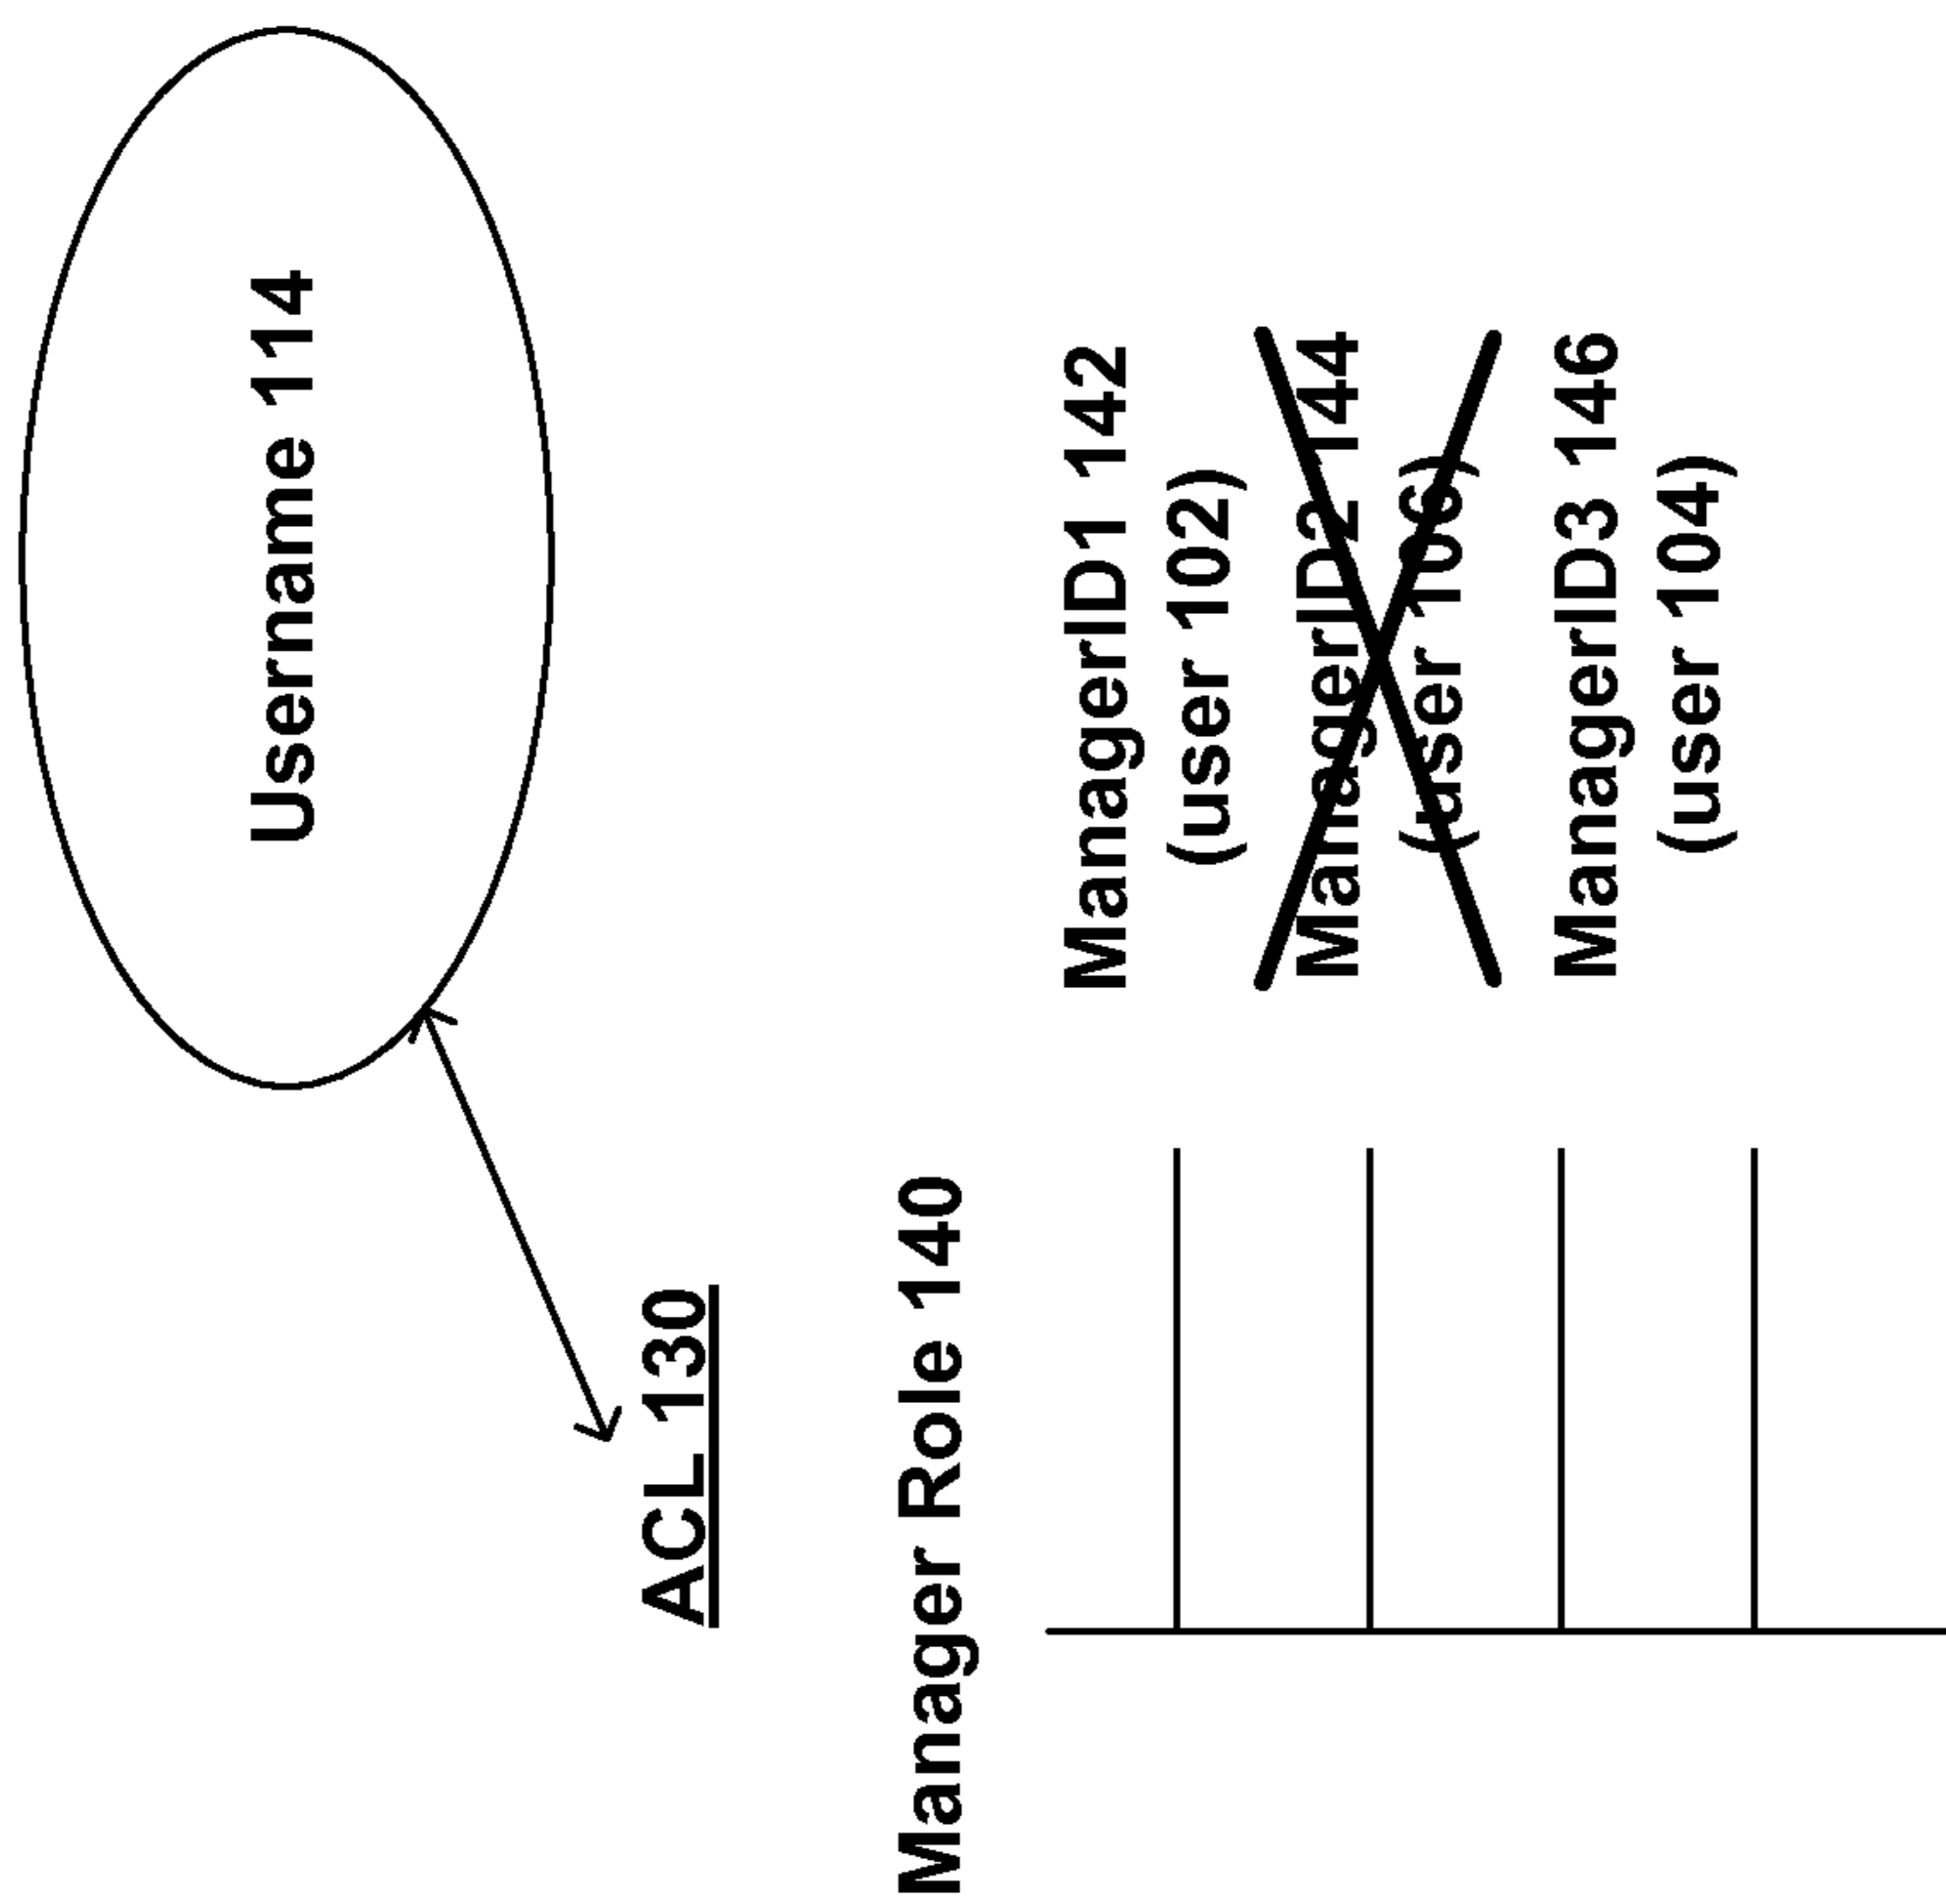 Username 114
ACL 130
Manager Role 140
ManagerID1 142
(user 102)
ManagerID2 144
(user 106)
ManagerID3 146
(user 104)